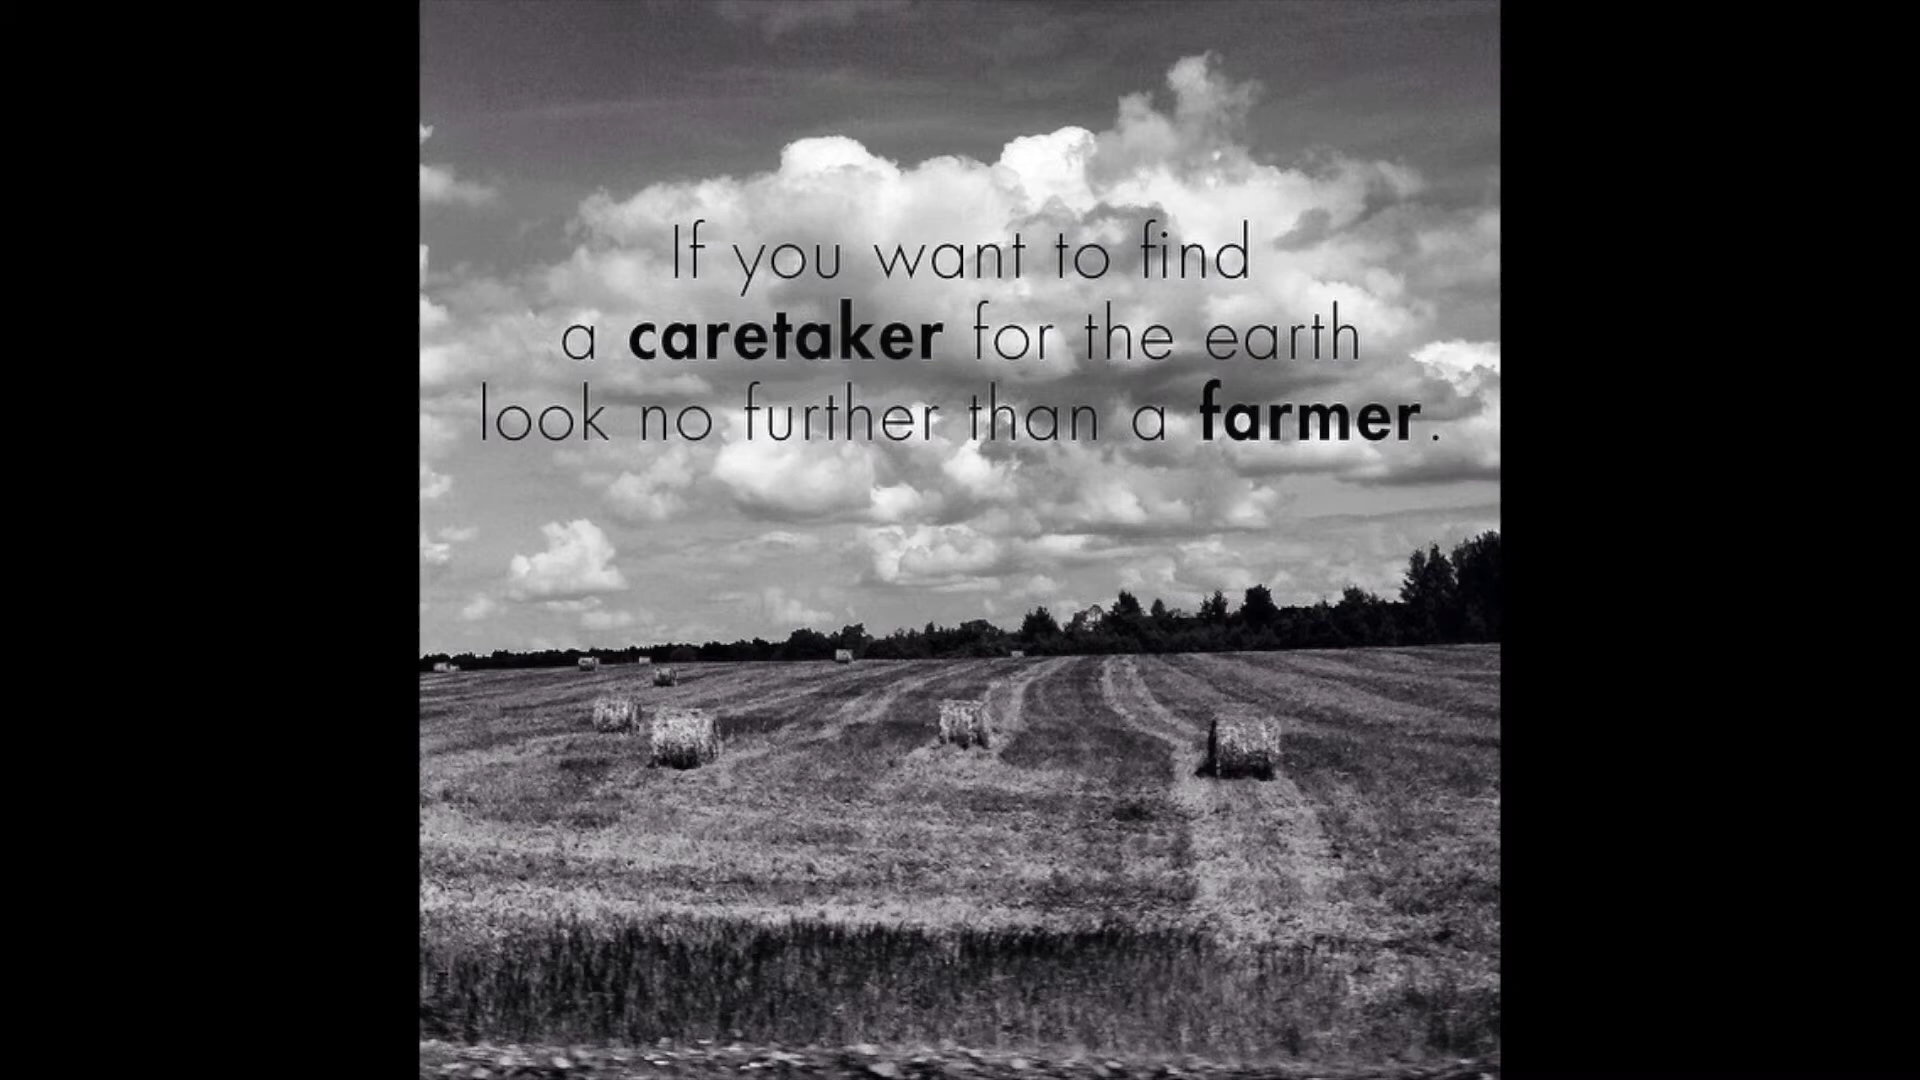 If you want to find
a caretaker for the earth
look no further than a farmer.